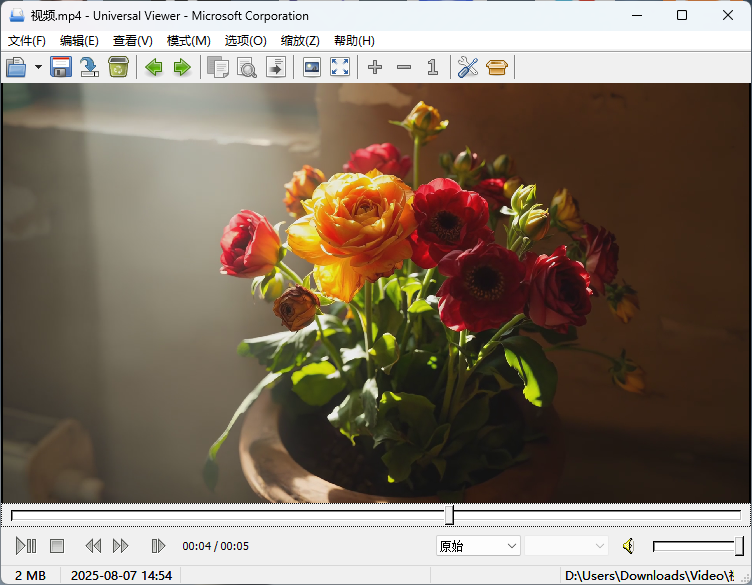 视频.mp4 - Universal Viewer - Microsoft Corporation
文件(F) 编辑(E) 查看(V) 模式(M) 选项(O) 缩放(Z) 帮助(H)
1
00:04 / 00:05 原始
2 MB 2025-08-07 14:54 D:\Users\Downloads\Video\